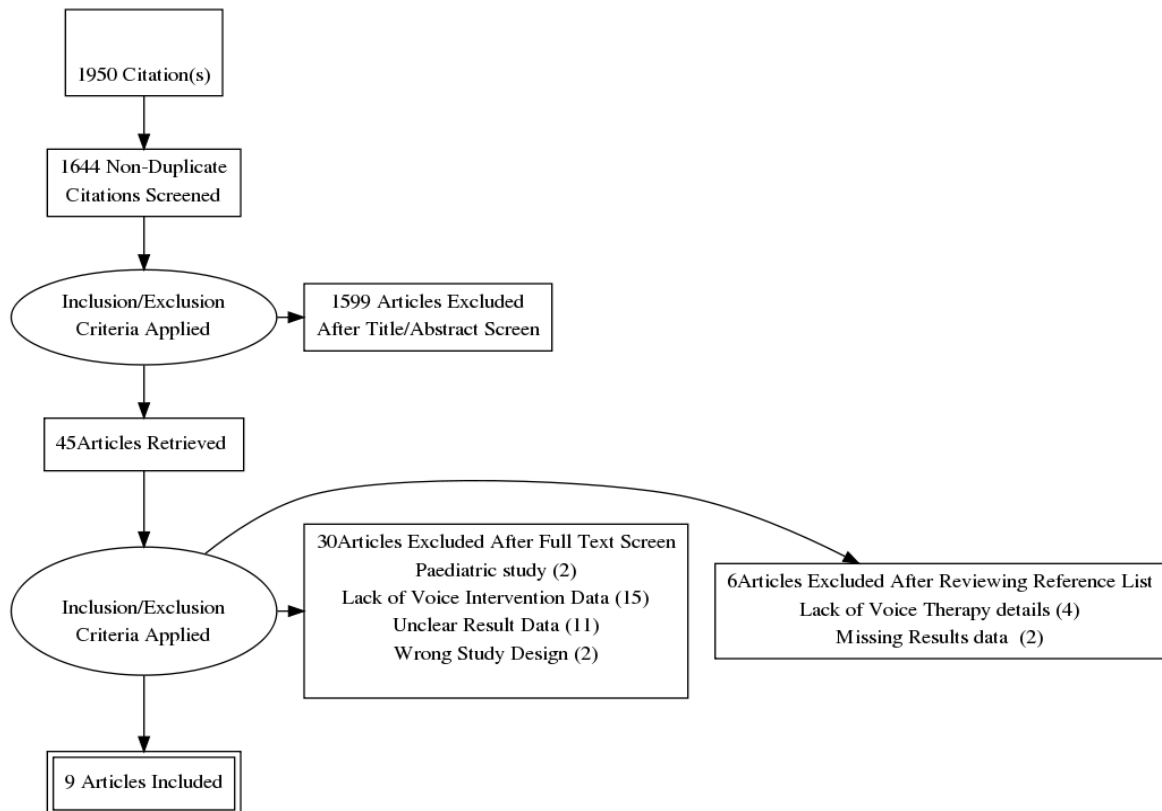 1950 Citation(s)
1644 Non-Duplicate
Citations Screened
Inclusion/Exclusion
Criteria Applied
1599 Articles Excluded
After Title/Abstract Screen
45Articles Retrieved
Inclusion/Exclusion
Criteria Applied
30Articles Excluded After Full Text Screen
Paediatric study (2)
Lack of Voice Intervention Data (15)
Unclear Result Data (11)
Wrong Study Design (2)
6Articles Excluded After Reviewing Reference List
Lack of Voice Therapy details (4)
Missing Results data (2)
9 Articles Included